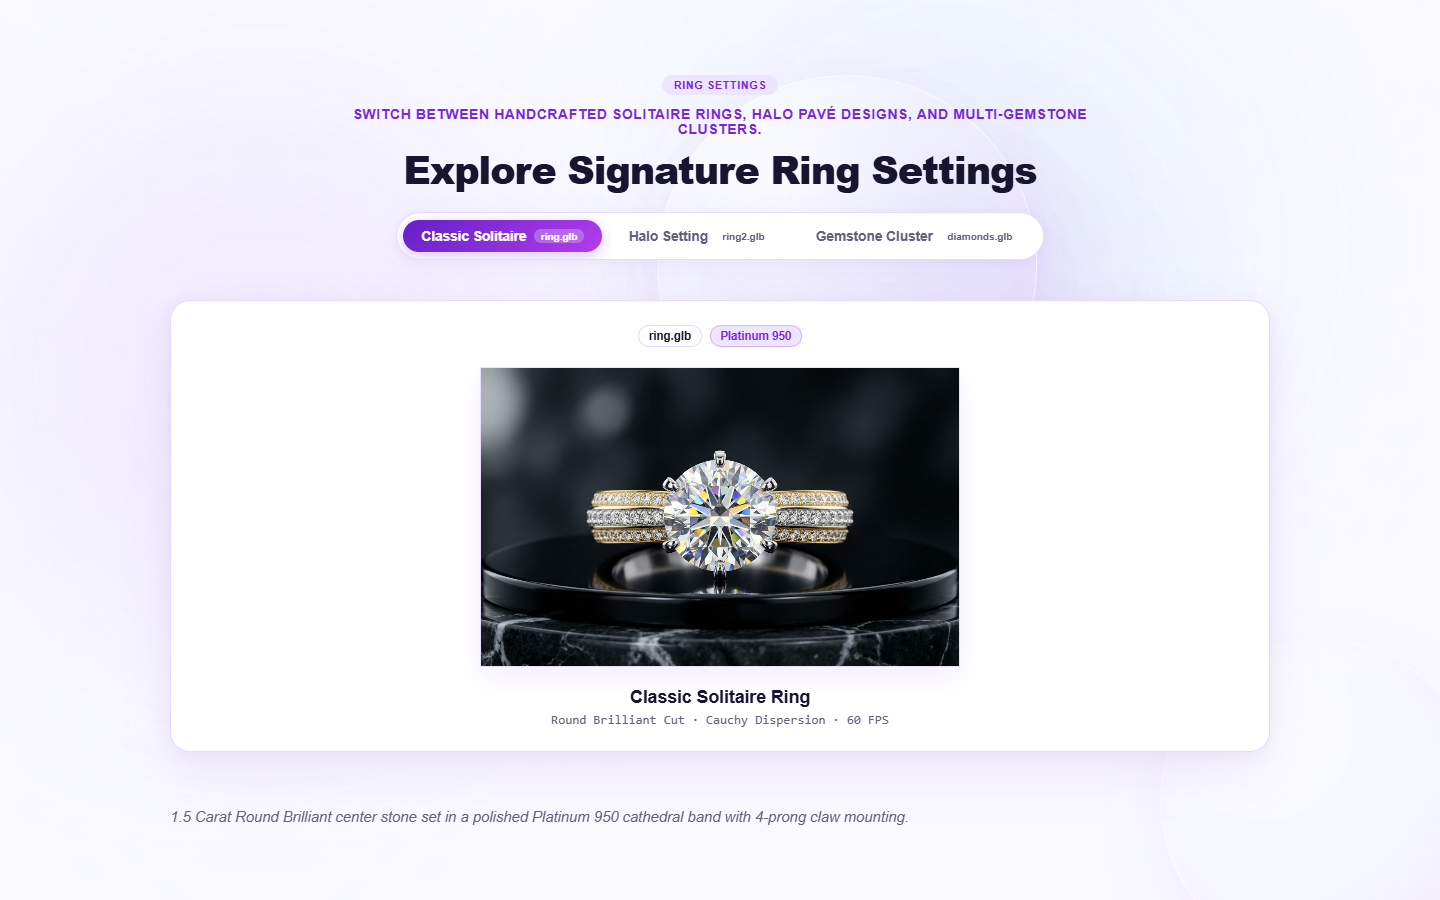 RING SETTINGS
SWITCH BETWEEN HANDCRAFTED SOLITAIRE RINGS, HALO PAVÉ DESIGNS, AND MULTI-GEMSTONE
CLUSTERS.
Explore Signature Ring Settings
Classic Solitaire ring.glb Halo Setting ring2.glb Gemstone Cluster diamonds.glb
ring.glb Platinum 950
Classic Solitaire Ring
Round Brilliant Cut · Cauchy Dispersion · 60 FPS
1.5 Carat Round Brilliant center stone set in a polished Platinum 950 cathedral band with 4-prong claw mounting.